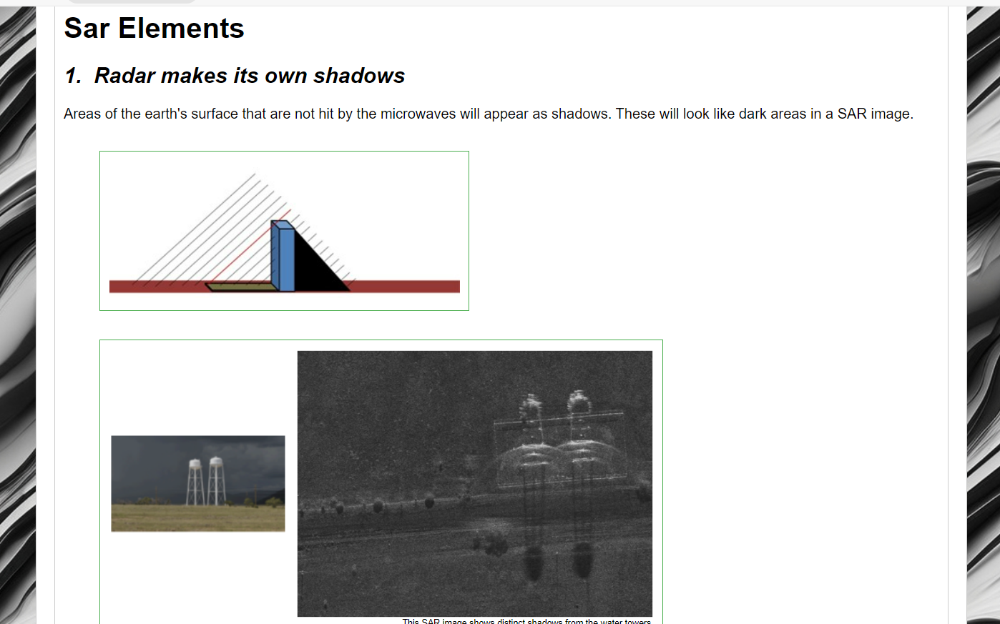 Sar Elements
1. Radar makes its own shadows
Areas of the earth's surface that are not hit by the microwaves will appear as shadows. These will look like dark areas in a SAR image.
This SAR image shows distinct shadows from the water towers